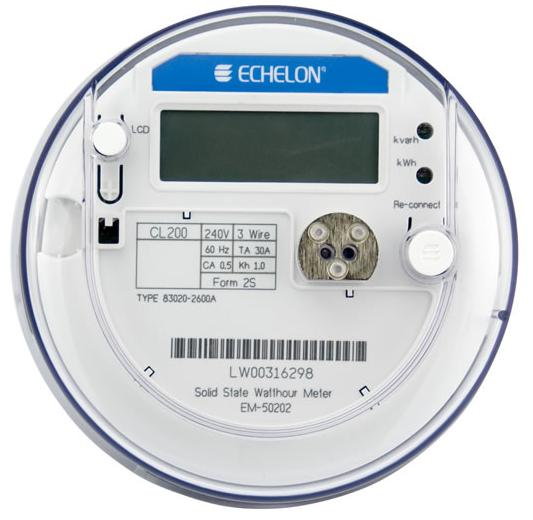 ECHELON®
LCD
kvarh
kWh
Re-connect
CL200 240V 3 Wire
60 Hz TA 30A
CA 0.5 Kh 1.0
Form 2S
TYPE 83020-2600A
LW00316298
Solid State Watthour Meter
EM-50202